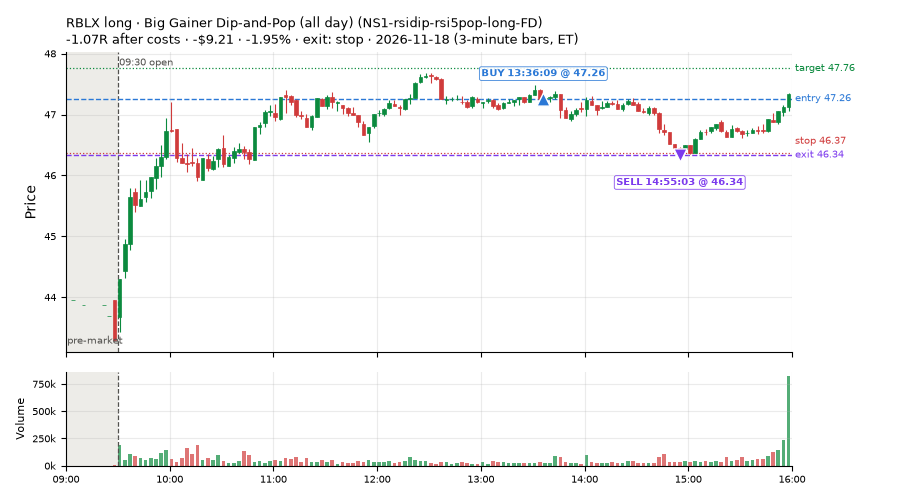 RBLX long · Big Gainer Dip-and-Pop (all day) (NS1-rsidip-rsi5pop-long-FD)
-1.07R after costs · -$9.21 · -1.95% · exit: stop · 2026-11-18 (3-minute bars, ET)
48
09:30 open
target 47.76
BUY 13:36:09 @ 47.26
entry 47.26
47
stop 46.37
exit 46.34
46
SELL 14:55:03 @ 46.34
Price
45
44
pre-market
750k
500k
250k
0k
Volume
09:00
10:00
11:00
12:00
13:00
14:00
15:00
16:00